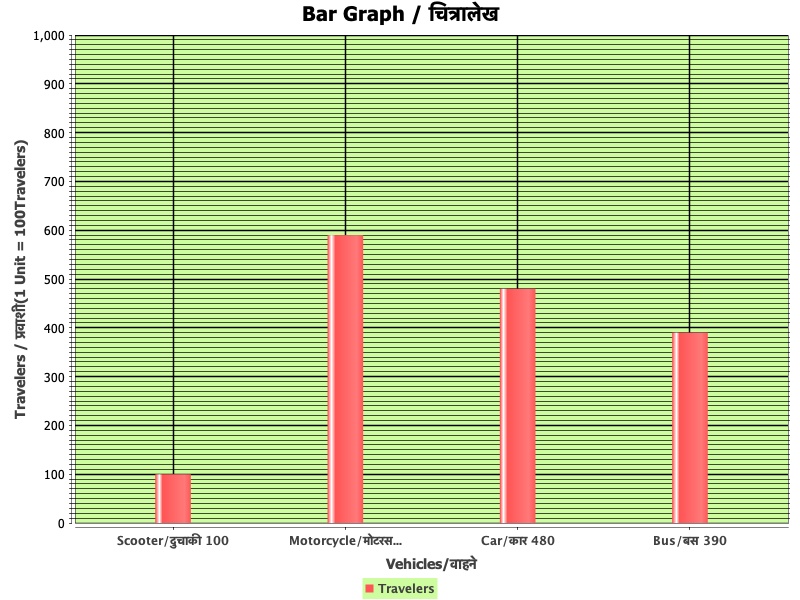 Bar Graph / चित्रालेख
Travelers / प्रवाशी(1 Unit = 100Travelers)
1,000
900
800
700
600
500
400
300
200
100
0
Scooter/दुचाकी 100 Motorcycle/मोटरस... Car/कार 480 Bus/बस 390
Vehicles/वाहने
Travelers